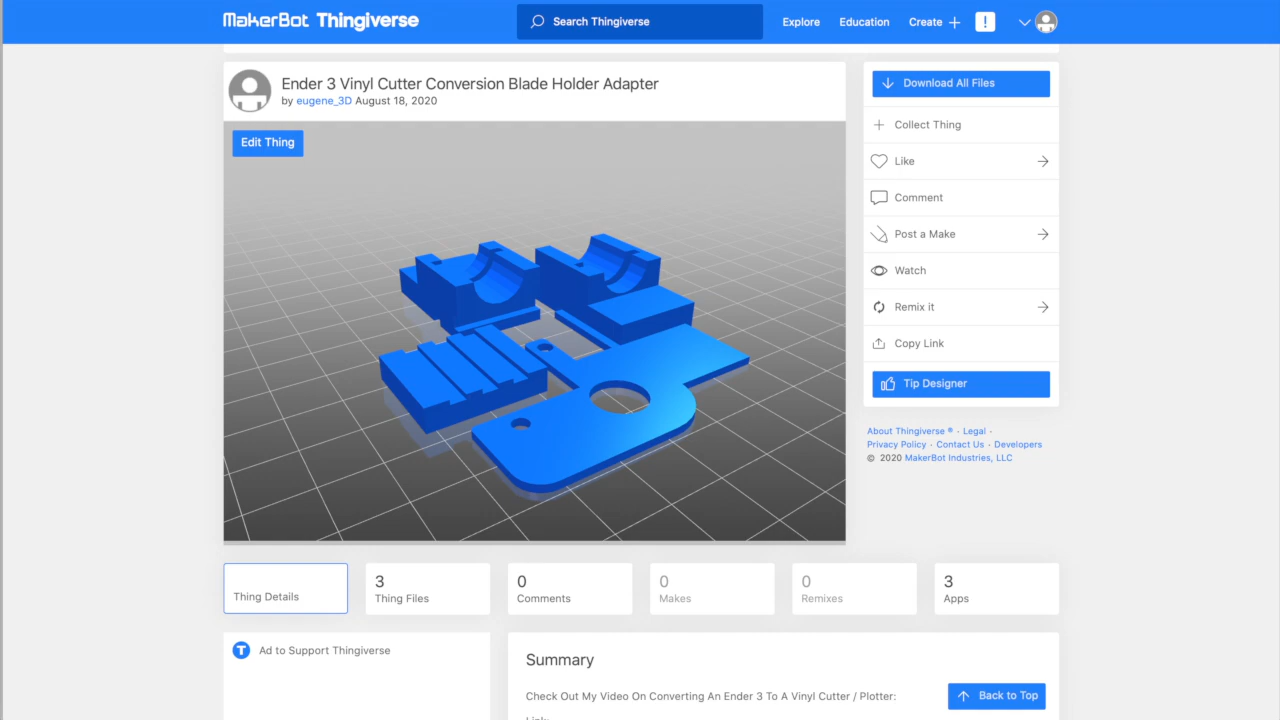 MakerBot Thingiverse
Search Thingiverse
Explore
Education
Create
!
Ender 3 Vinyl Cutter Conversion Blade Holder Adapter
by eugene_3D August 18, 2020
Edit Thing
Download All Files
Collect Thing
Like
Comment
Post a Make
Watch
Remix it
Copy Link
Tip Designer
About Thingiverse ® · Legal ·
Privacy Policy · Contact Us · Developers
© 2020 MakerBot Industries, LLC
Thing Details
3
Thing Files
0
Comments
0
Makes
0
Remixes
3
Apps
T
Ad to Support Thingiverse
Summary
Check Out My Video On Converting An Ender 3 To A Vinyl Cutter / Plotter:
Back to Top